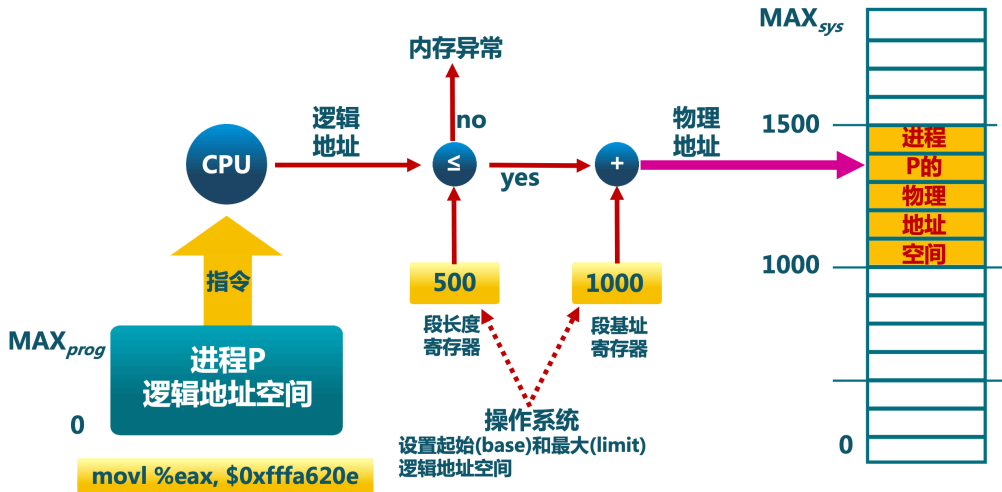 MAXsys
内存异常
no
逻辑
地址
物理
地址
1500
CPU
≤
yes
+
进程
P的
物理
地址
空间
1000
指令
500
1000
段长度
寄存器
段基址
寄存器
MAXprog
进程P
逻辑地址空间
0
操作系统
设置起始(base)和最大(limit)
逻辑地址空间
0
movl %eax, $0xfffa620e